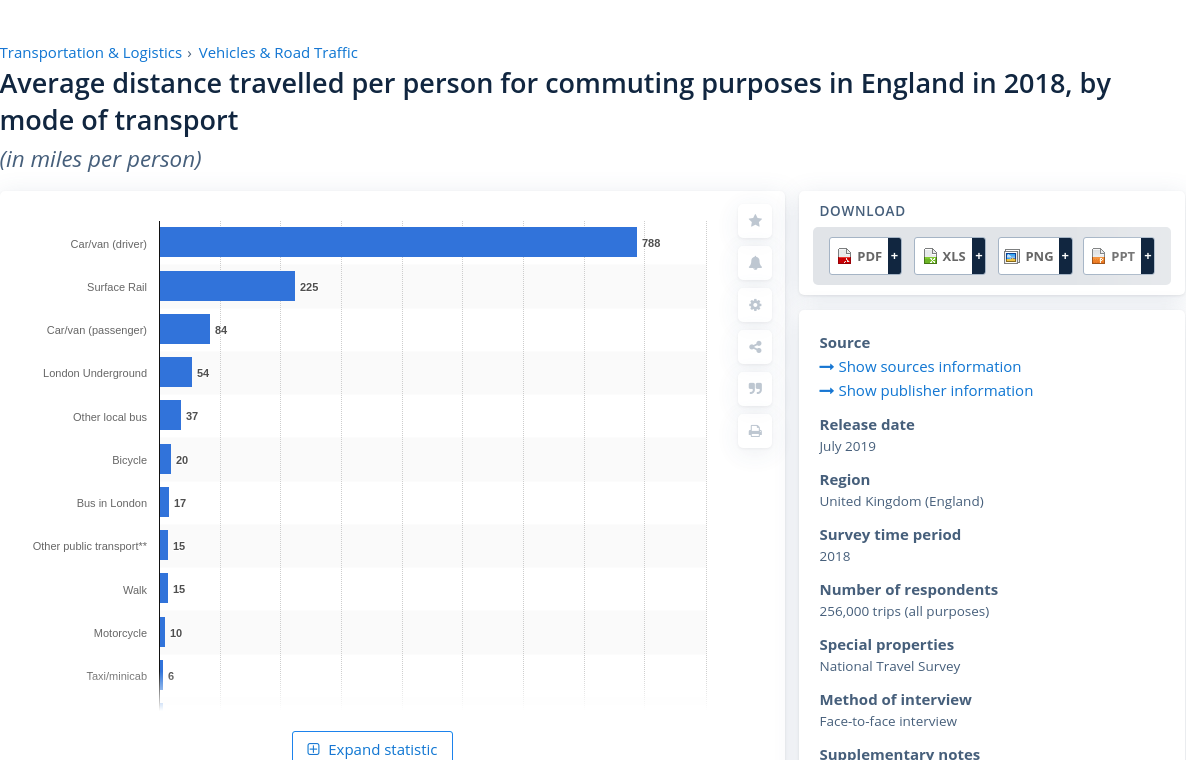 Transportation & Logistics › Vehicles & Road Traffic
Average distance travelled per person for commuting purposes in England in 2018, by
mode of transport
(in miles per person)
Car/van (driver) 788
Surface Rail 225
Car/van (passenger) 84
London Underground 54
Other local bus 37
Bicycle 20
Bus in London 17
Other public transport** 15
Walk 15
Motorcycle 10
Taxi/minicab 6
Expand statistic
DOWNLOAD
PDF + XLS + PNG + PPT +
Source
Show sources information
Show publisher information
Release date
July 2019
Region
United Kingdom (England)
Survey time period
2018
Number of respondents
256,000 trips (all purposes)
Special properties
National Travel Survey
Method of interview
Face-to-face interview
Supplementary notes